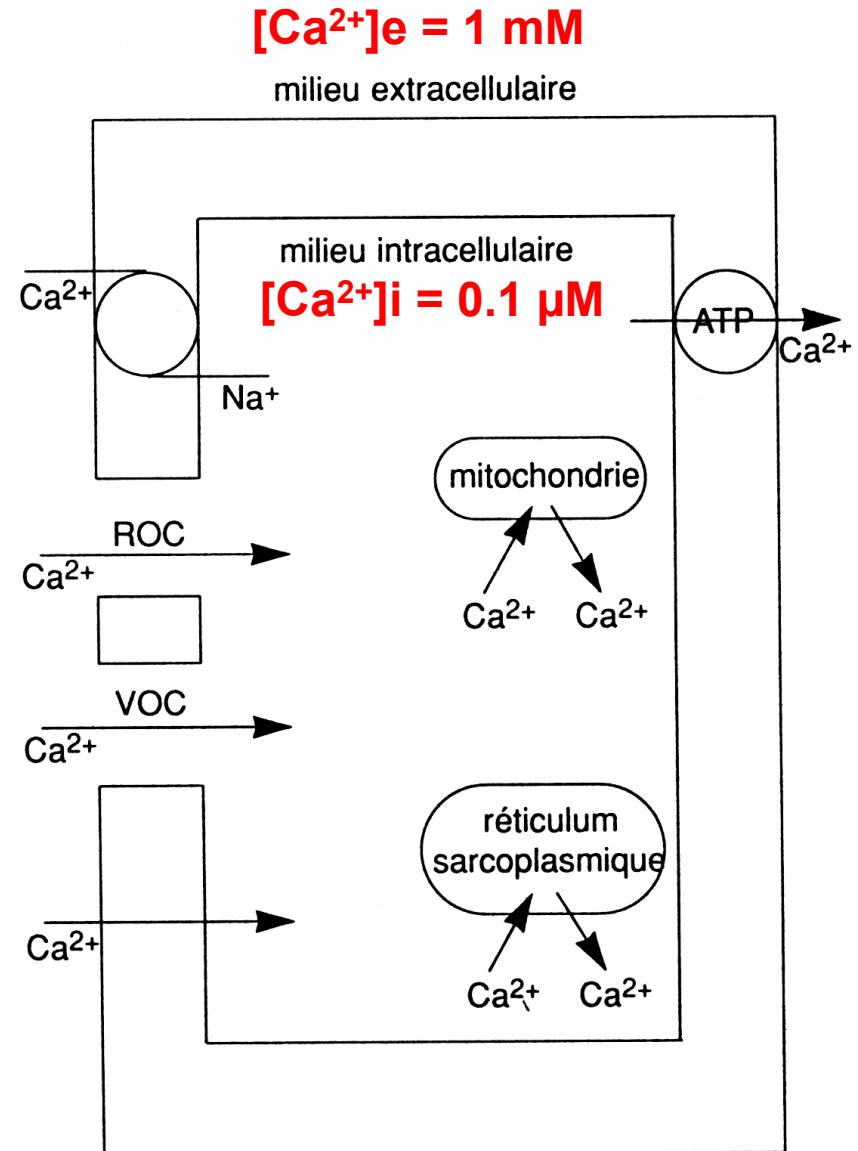 [Ca²⁺]e = 1 mM
milieu extracellulaire
milieu intracellulaire
[Ca²⁺]i = 0.1 µM
Ca²⁺
Na⁺
ATP
Ca²⁺
mitochondrie
Ca²⁺ Ca²⁺
ROC
Ca²⁺
VOC
Ca²⁺
réticulum
sarcoplasmique
Ca²⁺ Ca²⁺
Ca²⁺